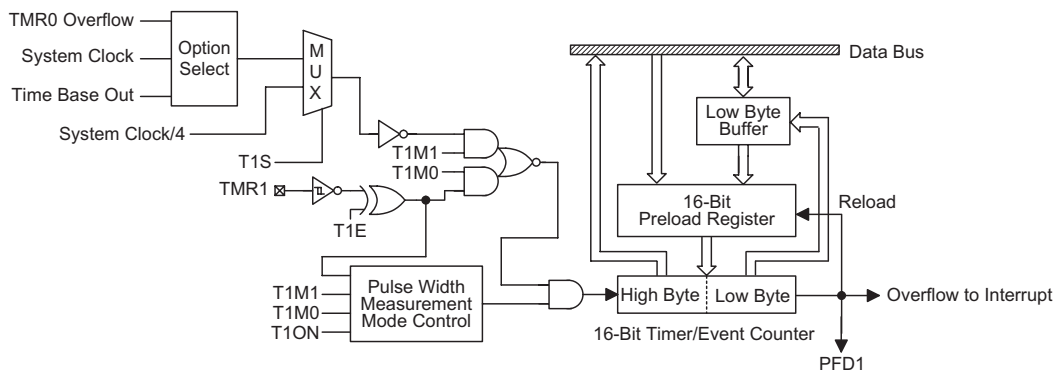 TMR0 Overflow
System Clock
Time Base Out
Option
Select
System Clock/4
MUX
T1S
T1M1
T1M0
TMR1
T1E
T1M1
T1M0
T1ON
Pulse Width
Measurement
Mode Control
Data Bus
Low Byte
Buffer
16-Bit
Preload Register
Reload
High Byte
Low Byte
Overflow to Interrupt
16-Bit Timer/Event Counter
PFD1